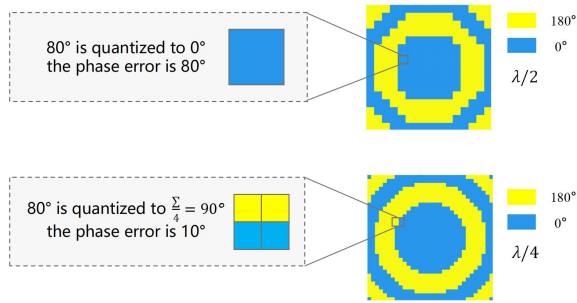 80° is quantized to 0°
the phase error is 80°
180°
0°
λ/2
80° is quantized to Σ/4 = 90°
the phase error is 10°
180°
0°
λ/4